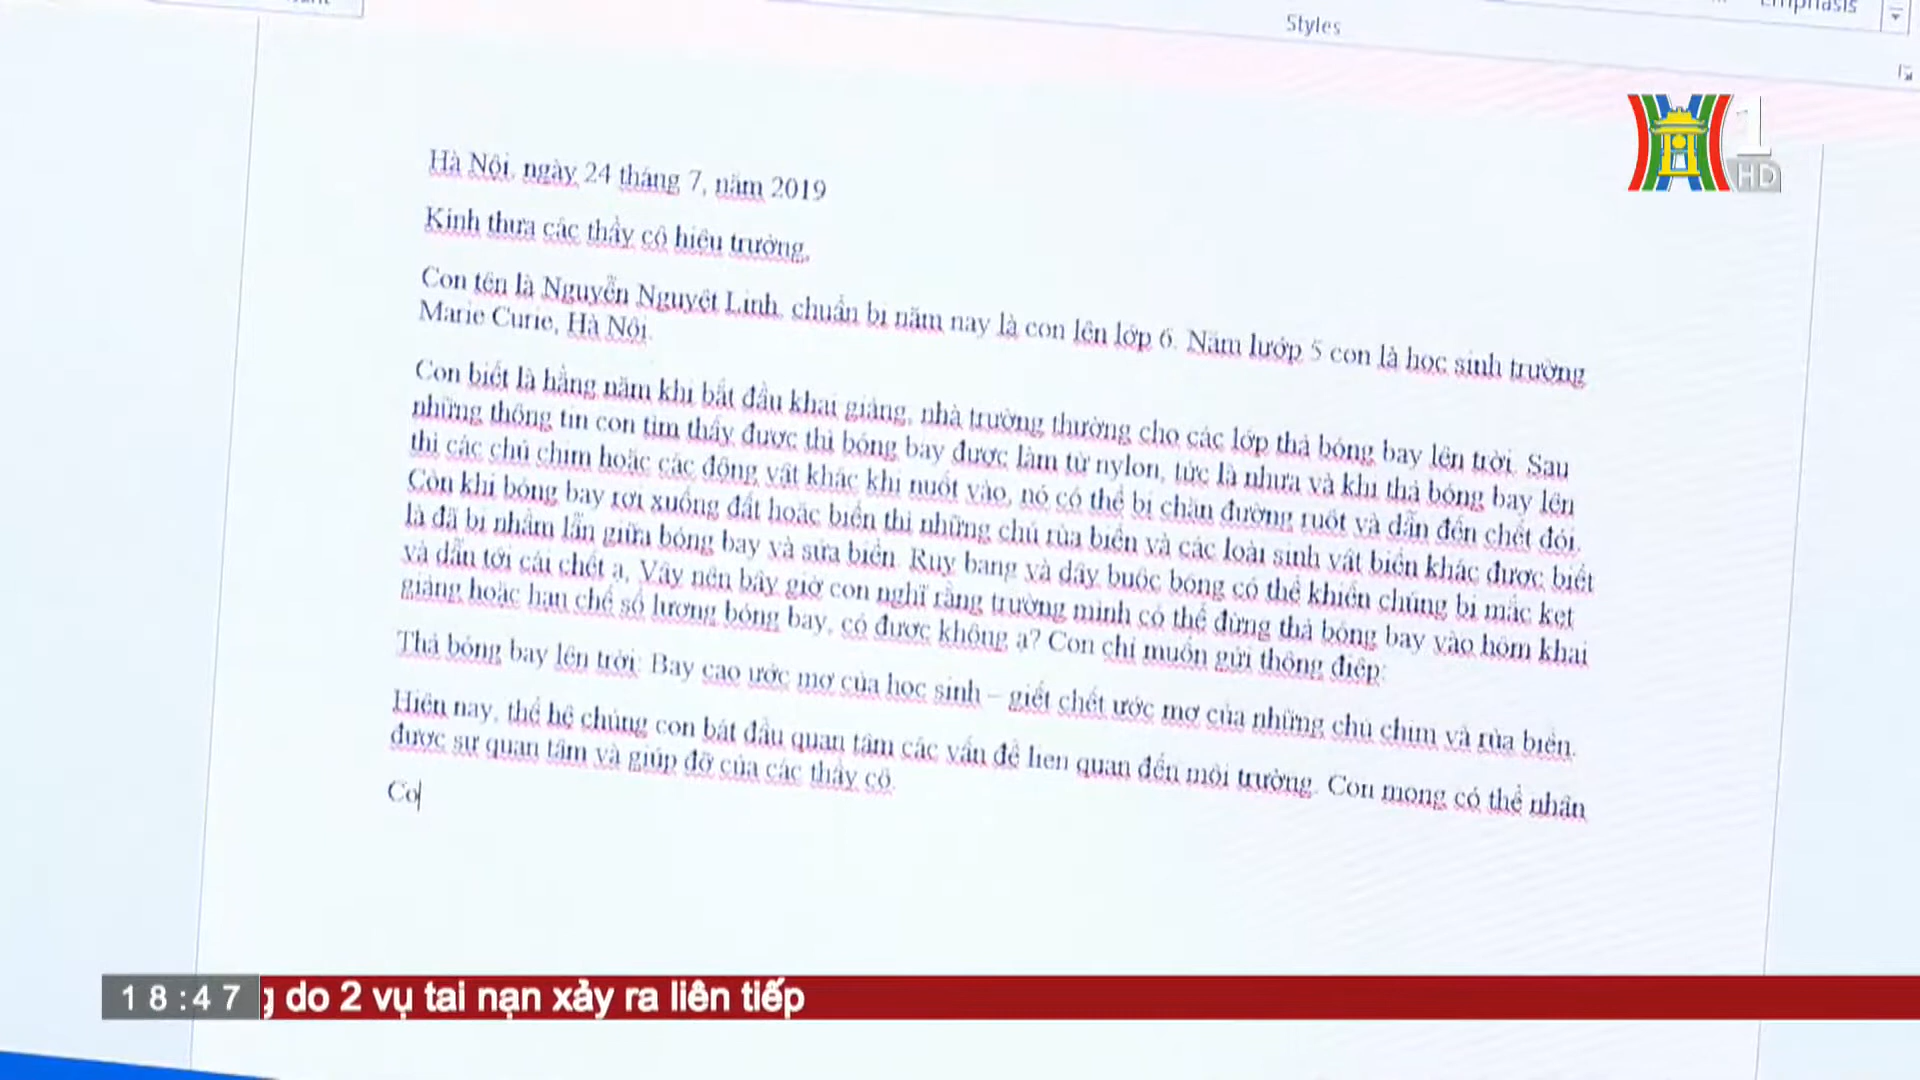 Styles
Emphasis
1
HD
Hà Nội, ngày 24 tháng 7, năm 2019
Kính thưa các thầy cô hiệu trưởng,
Con tên là Nguyễn Nguyệt Linh, chuẩn bị năm nay là con lên lớp 6. Năm lướp 5 con là học sinh trường
Marie Curie, Hà Nội.
Con biết là hằng năm khi bắt đầu khai giảng, nhà trường thường cho các lớp thả bóng bay lên trời. Sau
những thông tin con tìm thấy được thì bóng bay được làm từ nylon, tức là nhựa và khi thả bóng bay lên
thì các chú chim hoặc các động vật khác khi nuốt vào, nó có thể bị chặn đường ruột và dẫn đến chết đói.
Còn khi bóng bay rơi xuống đất hoặc biển thì những chú rùa biển và các loài sinh vật biển khác được biết
là đã bị nhầm lẫn giữa bóng bay và sứa biển. Ruy băng và dây buộc bóng có thể khiến chúng bị mắc kẹt
và dẫn tới cái chết ạ, Vậy nên bây giờ con nghĩ rằng trường mình có thể đừng thả bóng bay vào hôm khai
giảng hoặc hạn chế số lượng bóng bay, có được không ạ? Con chỉ muốn gửi thông điệp:
Thả bóng bay lên trời: Bay cao ước mơ của học sinh – giết chết ước mơ của những chú chim và rùa biển.
Hiện nay, thế hệ chúng con bắt đầu quan tâm các vấn đề lien quan đến môi trường. Con mong có thể nhận
được sự quan tâm và giúp đỡ của các thầy cô.
Co
18:47 g do 2 vụ tai nạn xảy ra liên tiếp